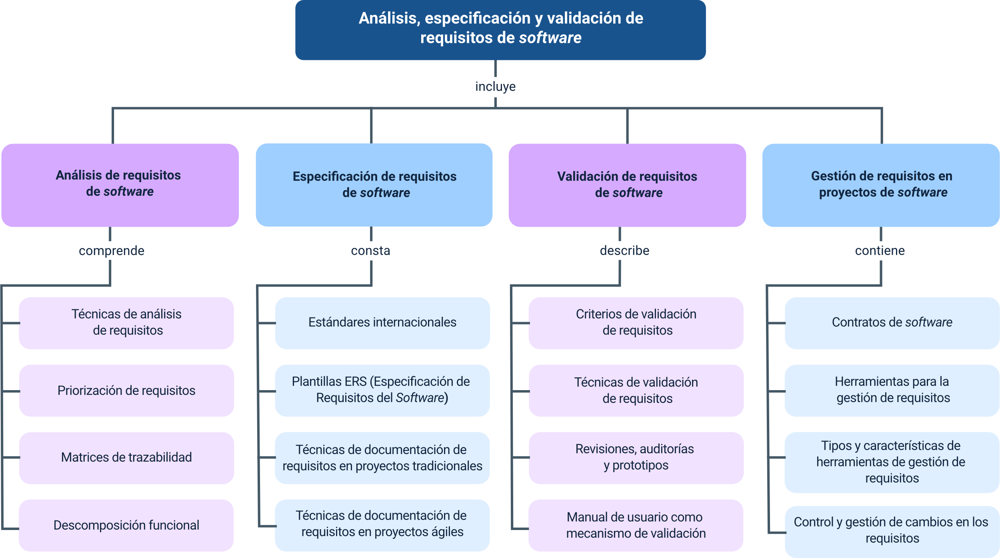 Análisis, especificación y validación de
requisitos de software
incluye
Análisis de requisitos
de software
comprende
Técnicas de análisis
de requisitos
Priorización de requisitos
Matrices de trazabilidad
Descomposición funcional
Especificación de requisitos
de software
consta
Estándares internacionales
Plantillas ERS (Especificación de
Requisitos del Software)
Técnicas de documentación de
requisitos en proyectos tradicionales
Técnicas de documentación de
requisitos en proyectos ágiles
Validación de requisitos
de software
describe
Criterios de validación
de requisitos
Técnicas de validación
de requisitos
Revisiones, auditorías
y prototipos
Manual de usuario como
mecanismo de validación
Gestión de requisitos en
proyectos de software
contiene
Contratos de software
Herramientas para la
gestión de requisitos
Tipos y características de
herramientas de gestión de
requisitos
Control y gestión de cambios en los
requisitos